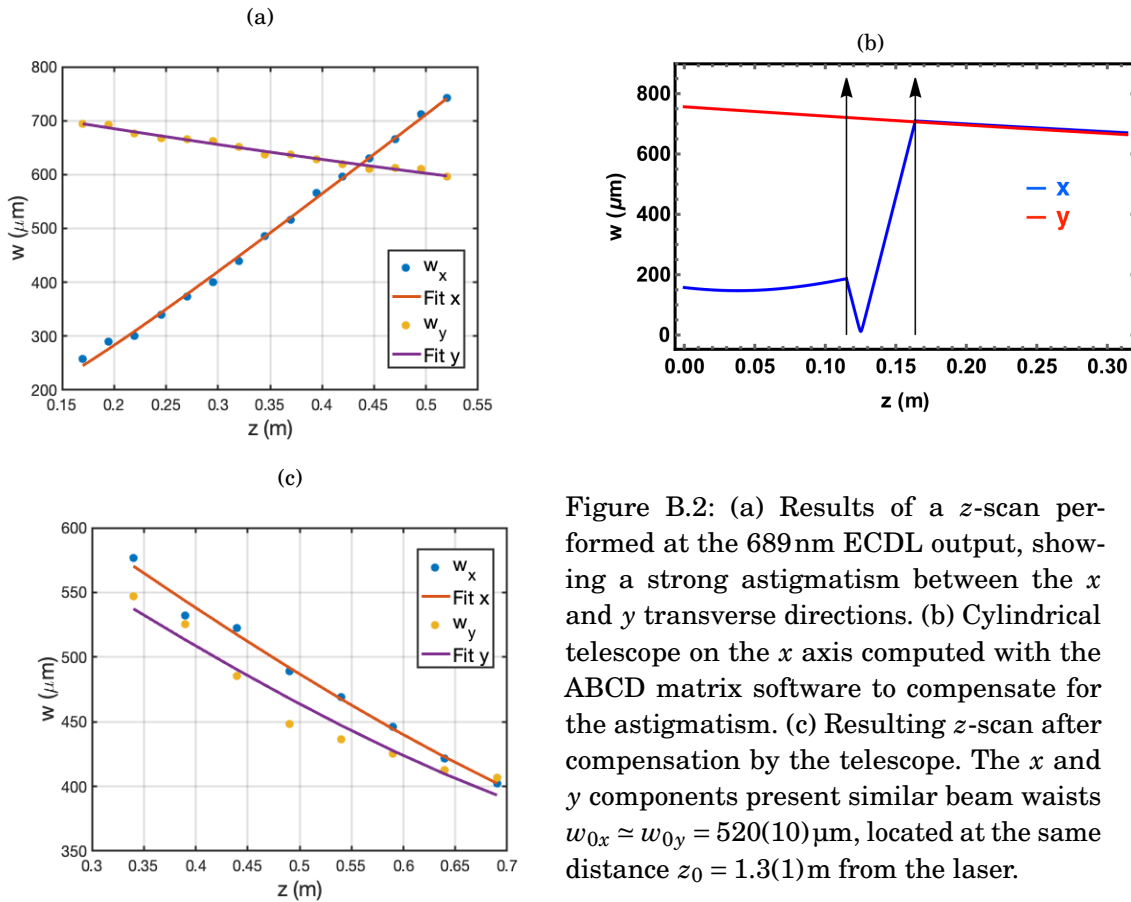 (a)
800
700
600
500
400
300
200
w (μm)
0.15 0.2 0.25 0.3 0.35 0.4 0.45 0.5 0.55
z (m)
w_x
Fit x
w_y
Fit y
(b)
800
600
400
200
0
w (μm)
0.00 0.05 0.10 0.15 0.20 0.25 0.30
z (m)
x
y
(c)
600
550
500
450
400
350
w (μm)
0.3 0.35 0.4 0.45 0.5 0.55 0.6 0.65 0.7
z (m)
w_x
Fit x
w_y
Fit y
Figure B.2: (a) Results of a z-scan per-
formed at the 689nm ECDL output, show-
ing a strong astigmatism between the x
and y transverse directions. (b) Cylindrical
telescope on the x axis computed with the
ABCD matrix software to compensate for
the astigmatism. (c) Resulting z-scan after
compensation by the telescope. The x and
y components present similar beam waists
w₀ₓ ≃ w₀y = 520(10)μm, located at the same
distance z₀ = 1.3(1)m from the laser.